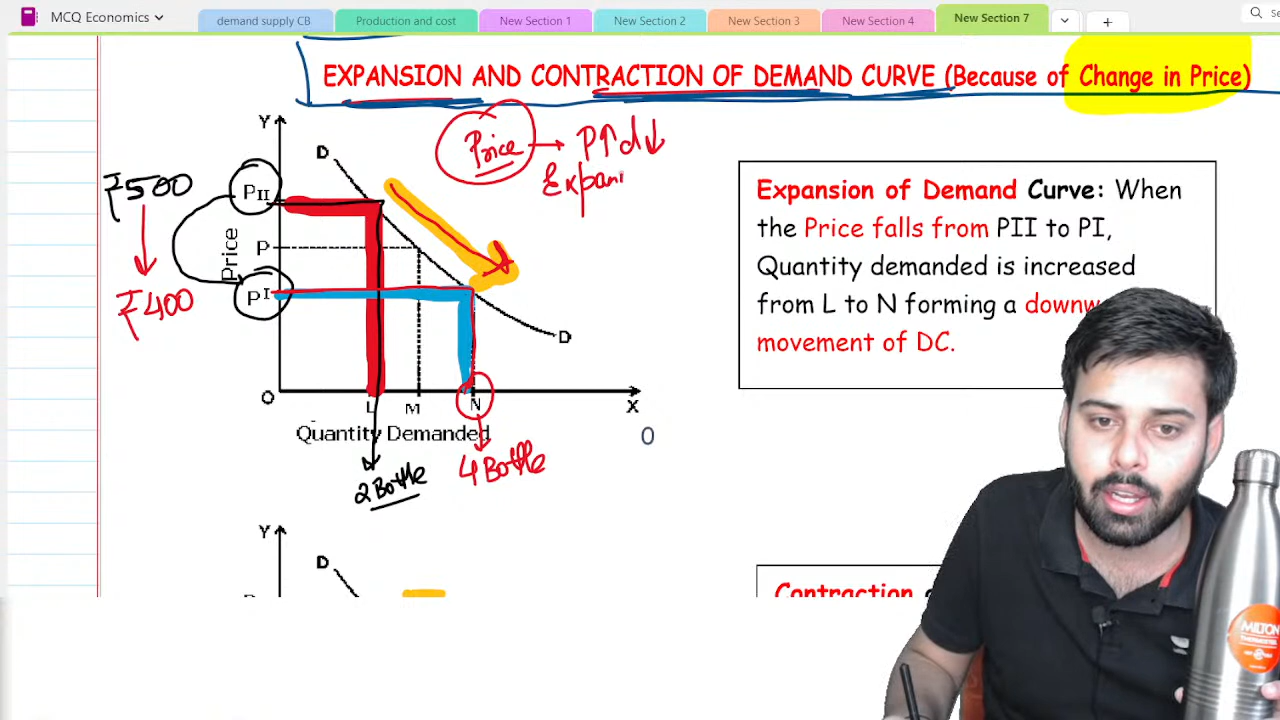 MCQ Economics
demand supply CB
Production and cost
New Section 1
New Section 2
New Section 3
New Section 4
New Section 7
+
EXPANSION AND CONTRACTION OF DEMAND CURVE (Because of Change in Price)
Y
D
Price → P↑ d↓
Expani
₹500
PII
P
Price
PI
₹400
D
O
L
M
N
X
Quantity Demanded
0
2 Bottle
4 Bottle
Expansion of Demand Curve: When
the Price falls from PII to PI,
Quantity demanded is increased
from L to N forming a downw
movement of DC.
Y
D
Contraction
MILTON